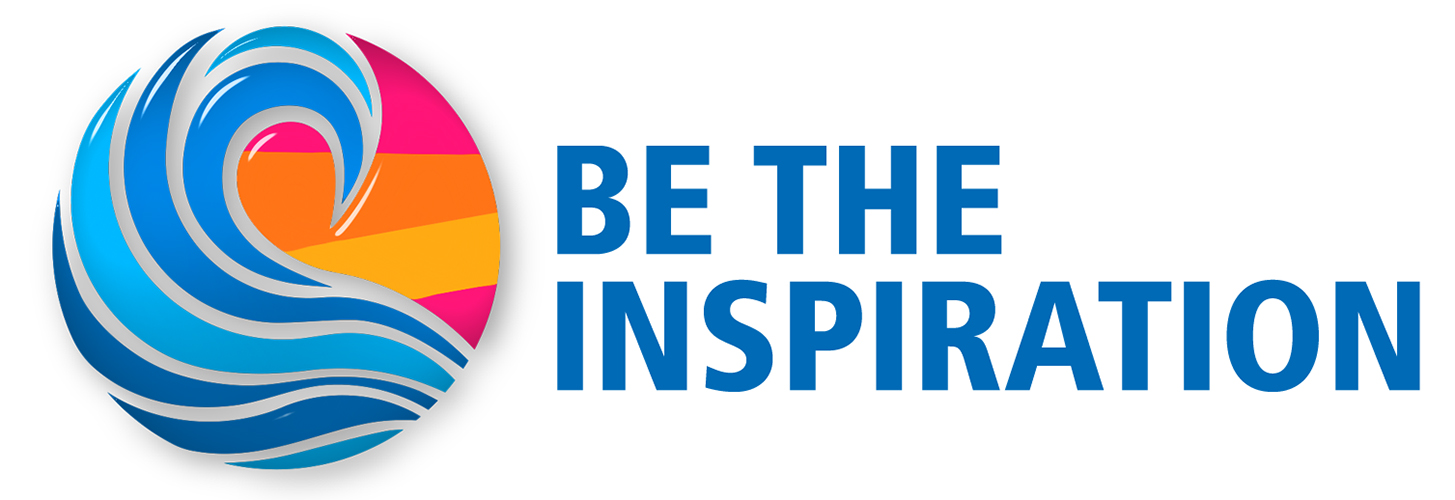 BE THE
INSPIRATION